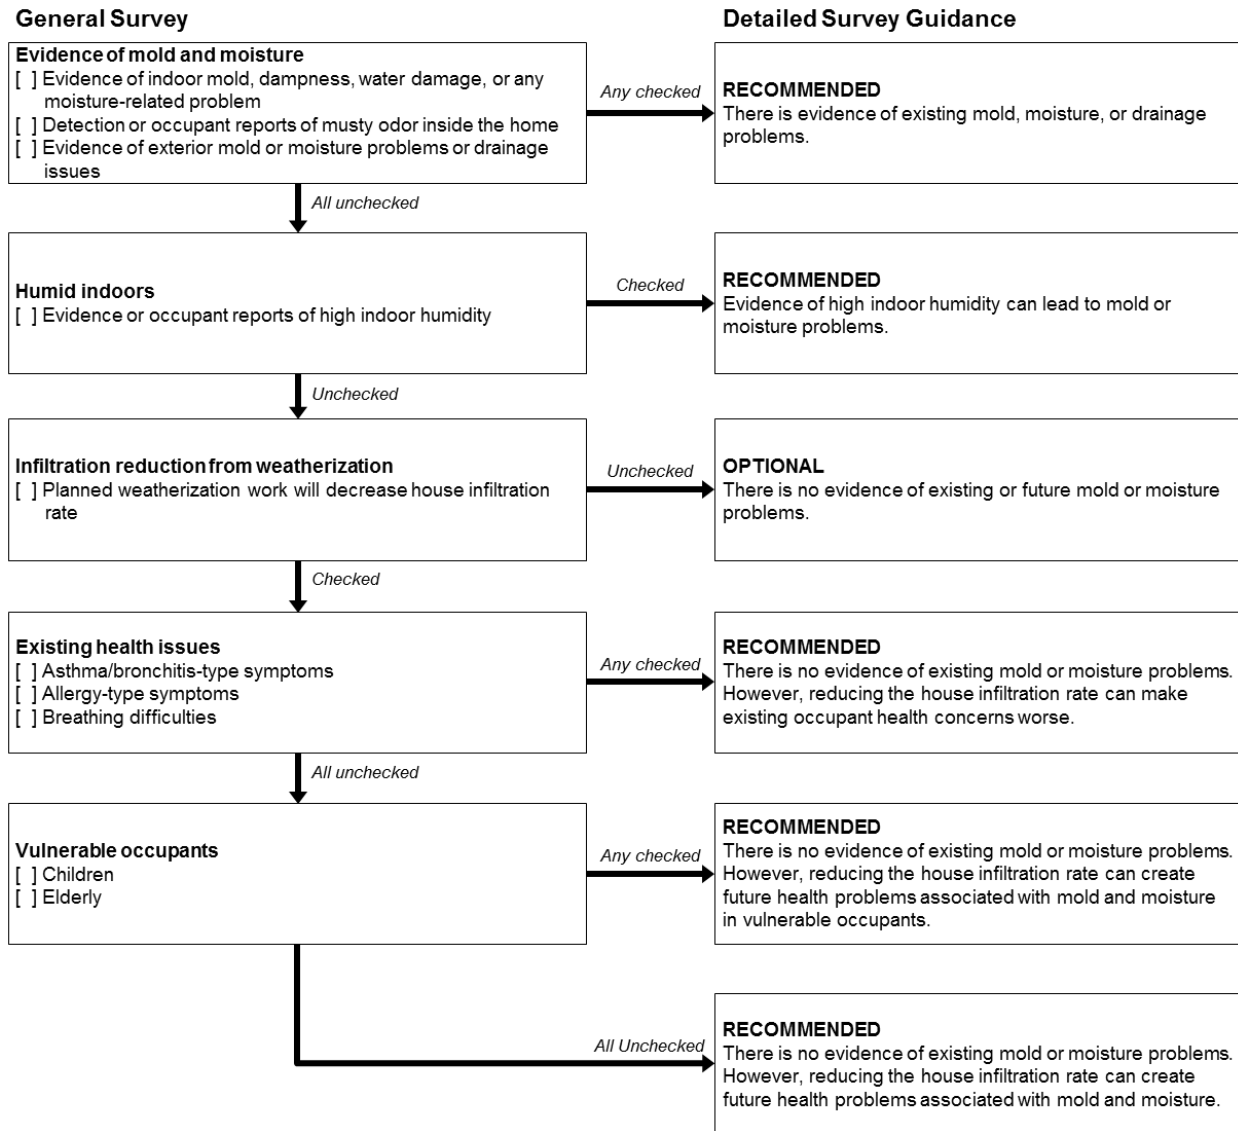 General Survey
Detailed Survey Guidance
Evidence of mold and moisture
[ ] Evidence of indoor mold, dampness, water damage, or any
moisture-related problem
[ ] Detection or occupant reports of musty odor inside the home
[ ] Evidence of exterior mold or moisture problems or drainage
issues
Any checked
RECOMMENDED
There is evidence of existing mold, moisture, or drainage
problems.
All unchecked
Humid indoors
[ ] Evidence or occupant reports of high indoor humidity
Checked
RECOMMENDED
Evidence of high indoor humidity can lead to mold or
moisture problems.
Unchecked
Infiltration reduction from weatherization
[ ] Planned weatherization work will decrease house infiltration
rate
Unchecked
OPTIONAL
There is no evidence of existing or future mold or moisture
problems.
Checked
Existing health issues
[ ] Asthma/bronchitis-type symptoms
[ ] Allergy-type symptoms
[ ] Breathing difficulties
Any checked
RECOMMENDED
There is no evidence of existing mold or moisture problems.
However, reducing the house infiltration rate can make
existing occupant health concerns worse.
All unchecked
Vulnerable occupants
[ ] Children
[ ] Elderly
Any checked
RECOMMENDED
There is no evidence of existing mold or moisture problems.
However, reducing the house infiltration rate can create
future health problems associated with mold and moisture
in vulnerable occupants.
All Unchecked
RECOMMENDED
There is no evidence of existing mold or moisture problems.
However, reducing the house infiltration rate can create
future health problems associated with mold and moisture.